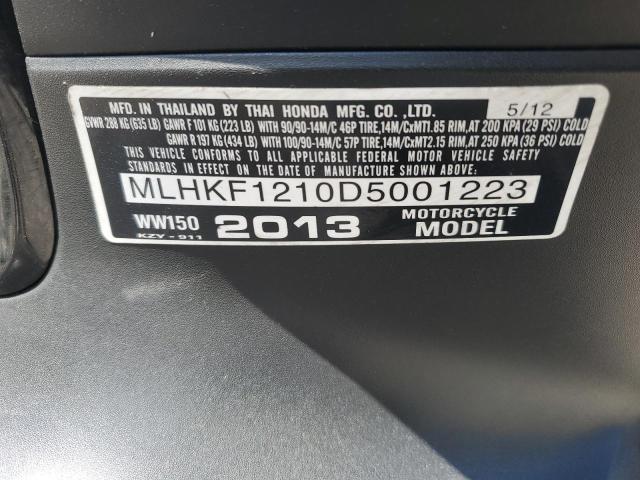 MFD. IN THAILAND BY THAI HONDA MFG. CO.,LTD. 5/12
GVWR 288 KG (635 LB) GAWR F 101 KG (223 LB) WITH 90/90-14M/C 46P TIRE,14M/CxMT1.85 RIM,AT 200 KPA (29 PSI) COLD
GAWR R 197 KG (434 LB) WITH 100/90-14M/C 57P TIRE,14M/CxMT2.15 RIM,AT 250 KPA (36 PSI) COLD
THIS VEHICLE CONFORMS TO ALL APPLICABLE FEDERAL MOTOR VEHICLE SAFETY
STANDARDS IN EFFECT ON THE DATE OF MANUFACTURE SHOWN ABOVE.
MLHKF1210D5001223
WW150 2013 MOTORCYCLE
KZY-911 MODEL